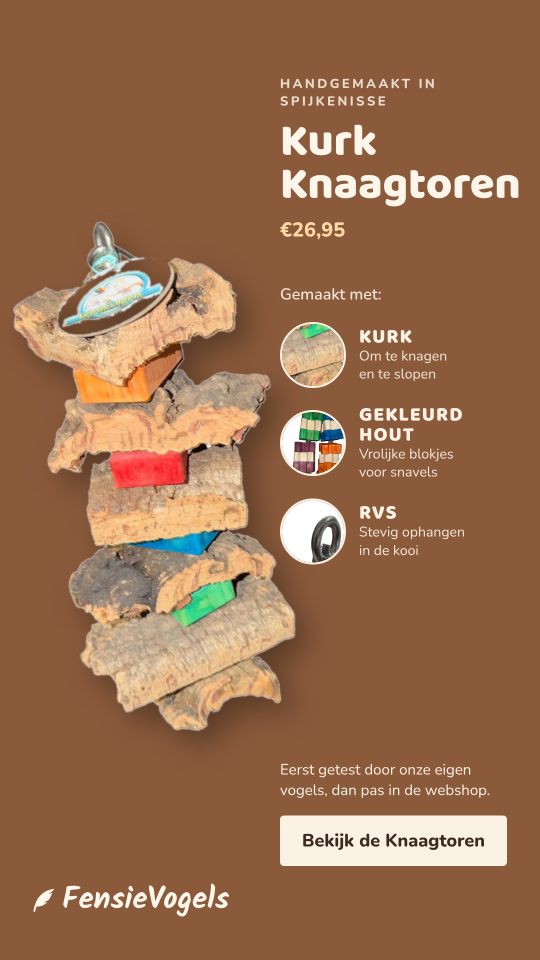 HANDGEMAAKT IN
SPIJKENISSE
Kurk
Knaagtoren
€26,95
Gemaakt met:
KURK
Om te knagen
en te slopen
GEKLEURD
HOUT
Vrolijke blokjes
voor snavels
RVS
Stevig ophangen
in de kooi
Eerst getest door onze eigen
vogels, dan pas in de webshop.
Bekijk de Knaagtoren
FensieVogels